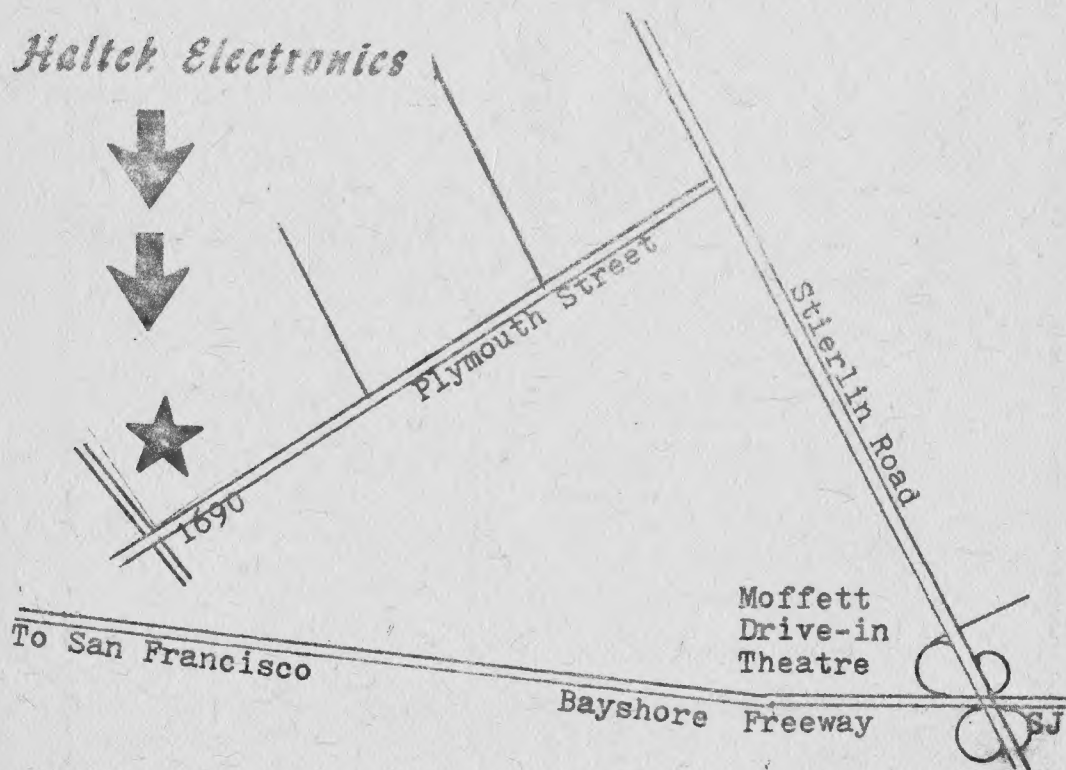 Haltek Electronics
Plymouth Street
Stierlin Road
1690
Moffett
Drive-in
Theatre
To San Francisco
Bayshore Freeway
SJ